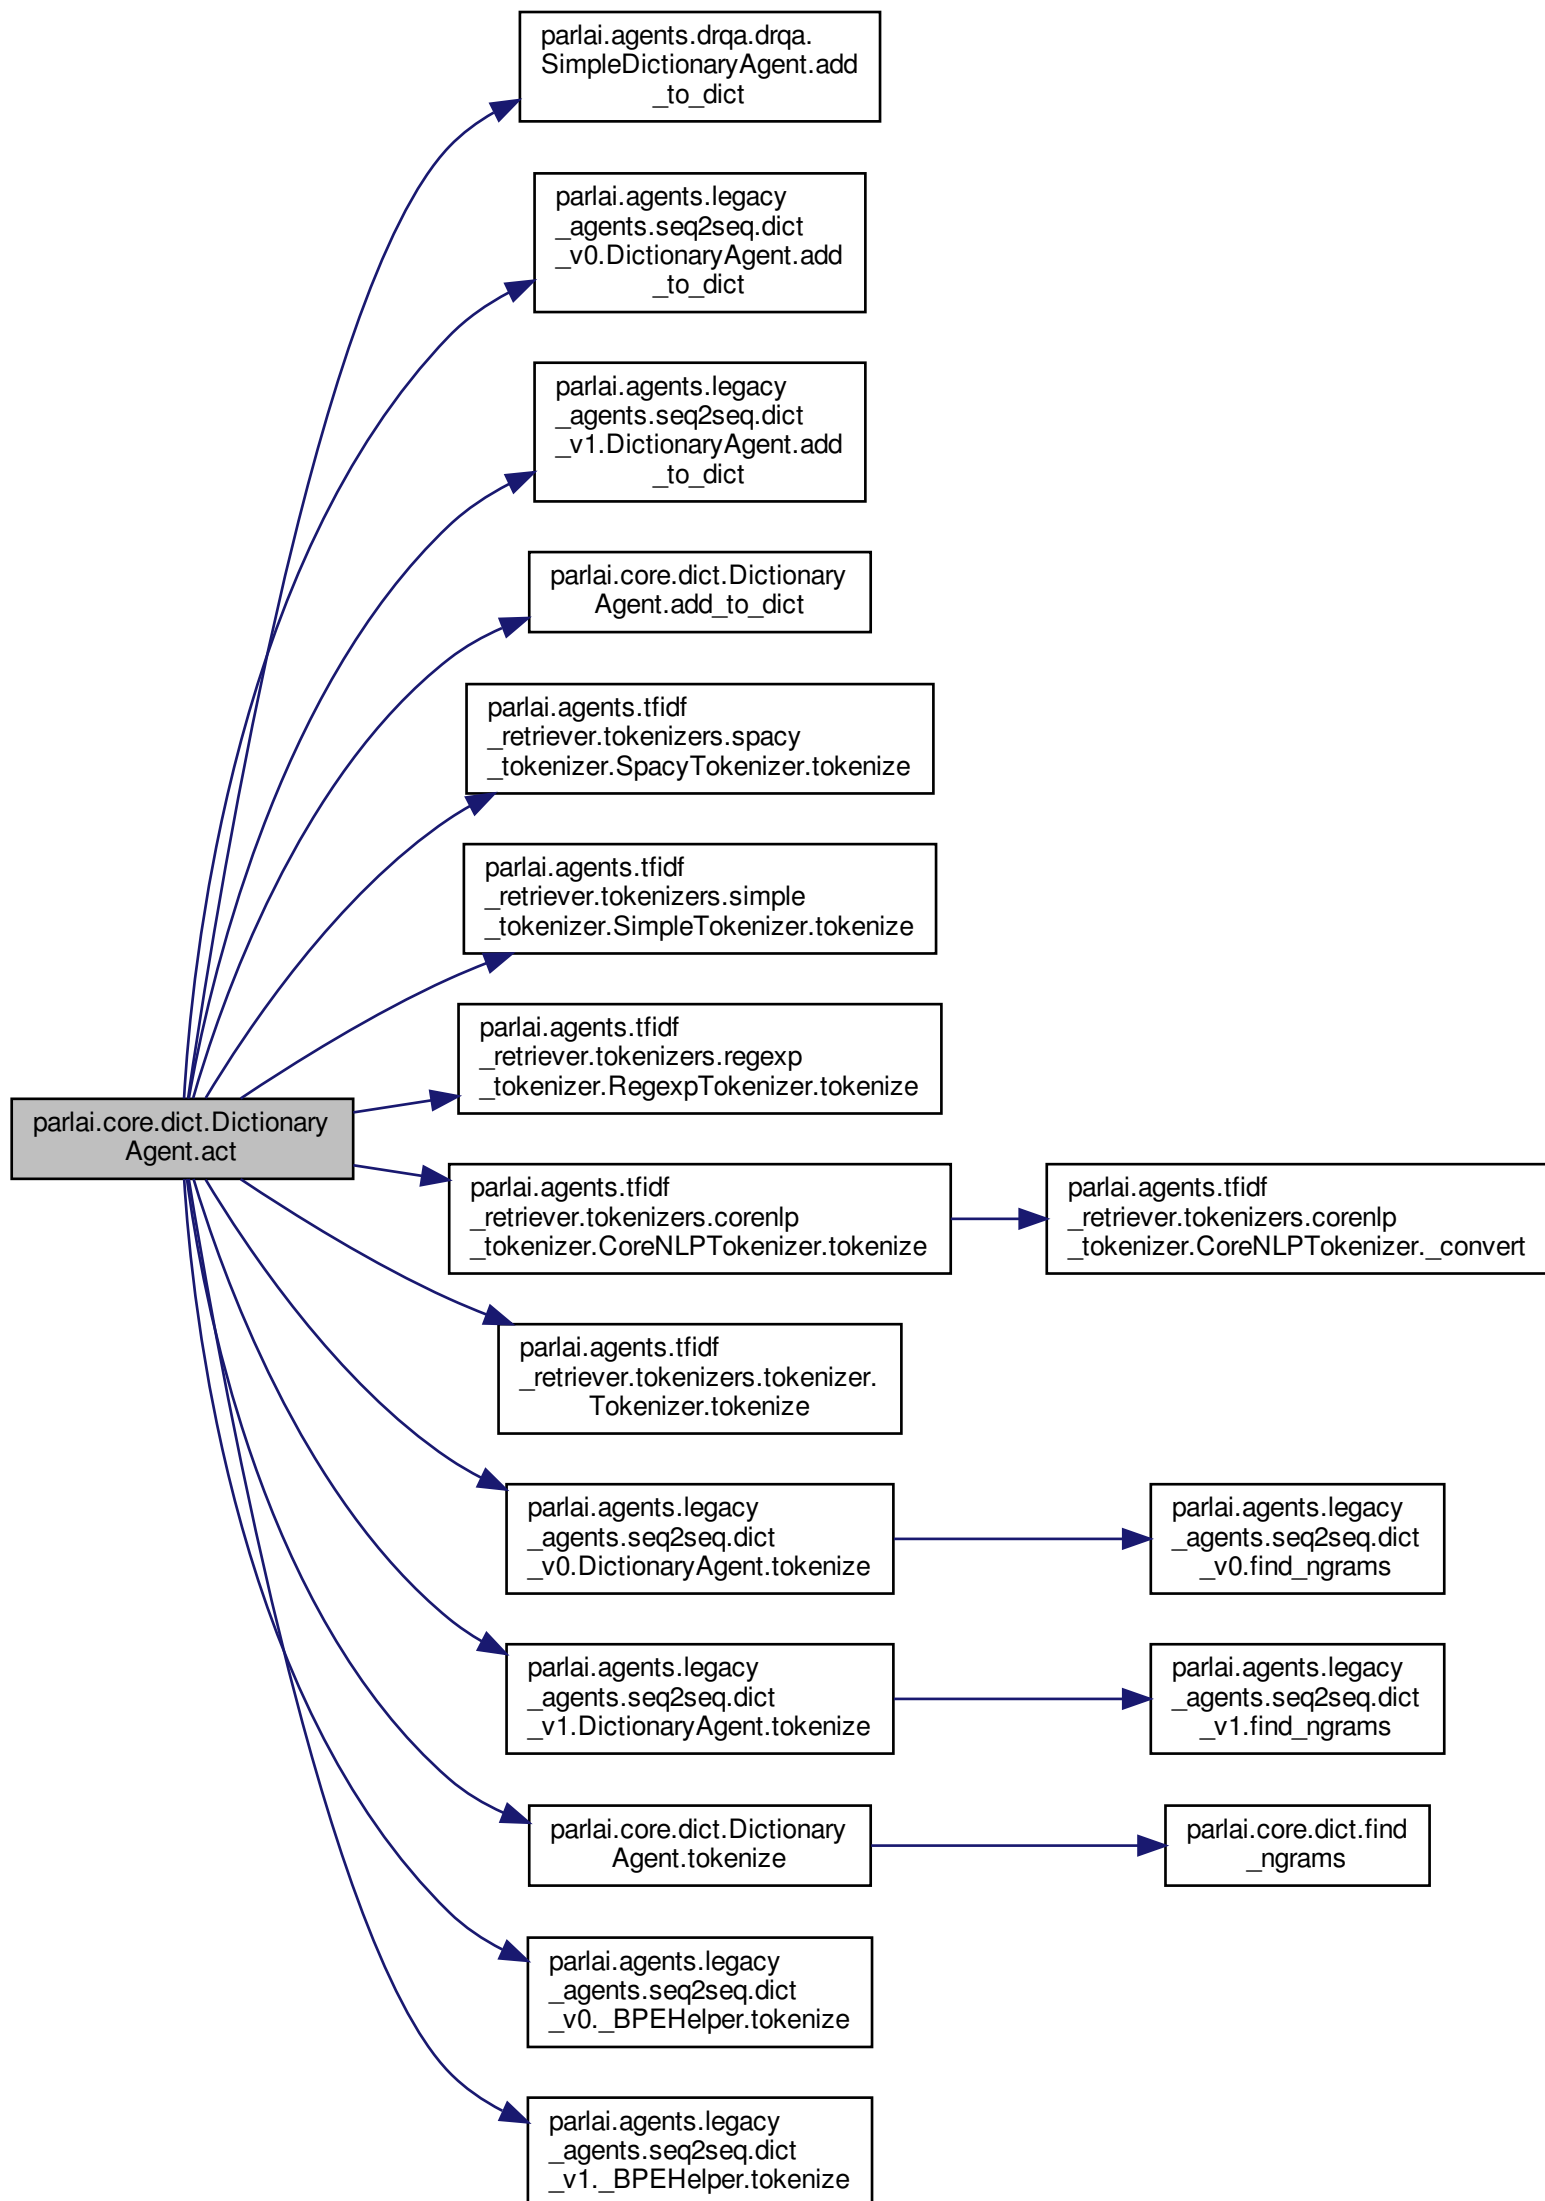 parlai.agents.drqa.drqa.
SimpleDictionaryAgent.add
_to_dict
parlai.agents.legacy
_agents.seq2seq.dict
_v0.DictionaryAgent.add
_to_dict
parlai.agents.legacy
_agents.seq2seq.dict
_v1.DictionaryAgent.add
_to_dict
parlai.core.dict.Dictionary
Agent.add_to_dict
parlai.agents.tfidf
_retriever.tokenizers.spacy
_tokenizer.SpacyTokenizer.tokenize
parlai.agents.tfidf
_retriever.tokenizers.simple
_tokenizer.SimpleTokenizer.tokenize
parlai.agents.tfidf
_retriever.tokenizers.regexp
_tokenizer.RegexpTokenizer.tokenize
parlai.core.dict.Dictionary
Agent.act
parlai.agents.tfidf
_retriever.tokenizers.corenlp
_tokenizer.CoreNLPTokenizer.tokenize
parlai.agents.tfidf
_retriever.tokenizers.corenlp
_tokenizer.CoreNLPTokenizer._convert
parlai.agents.tfidf
_retriever.tokenizers.tokenizer.
Tokenizer.tokenize
parlai.agents.legacy
_agents.seq2seq.dict
_v0.DictionaryAgent.tokenize
parlai.agents.legacy
_agents.seq2seq.dict
_v0.find_ngrams
parlai.agents.legacy
_agents.seq2seq.dict
_v1.DictionaryAgent.tokenize
parlai.agents.legacy
_agents.seq2seq.dict
_v1.find_ngrams
parlai.core.dict.Dictionary
Agent.tokenize
parlai.core.dict.find
_ngrams
parlai.agents.legacy
_agents.seq2seq.dict
_v0._BPEHelper.tokenize
parlai.agents.legacy
_agents.seq2seq.dict
_v1._BPEHelper.tokenize